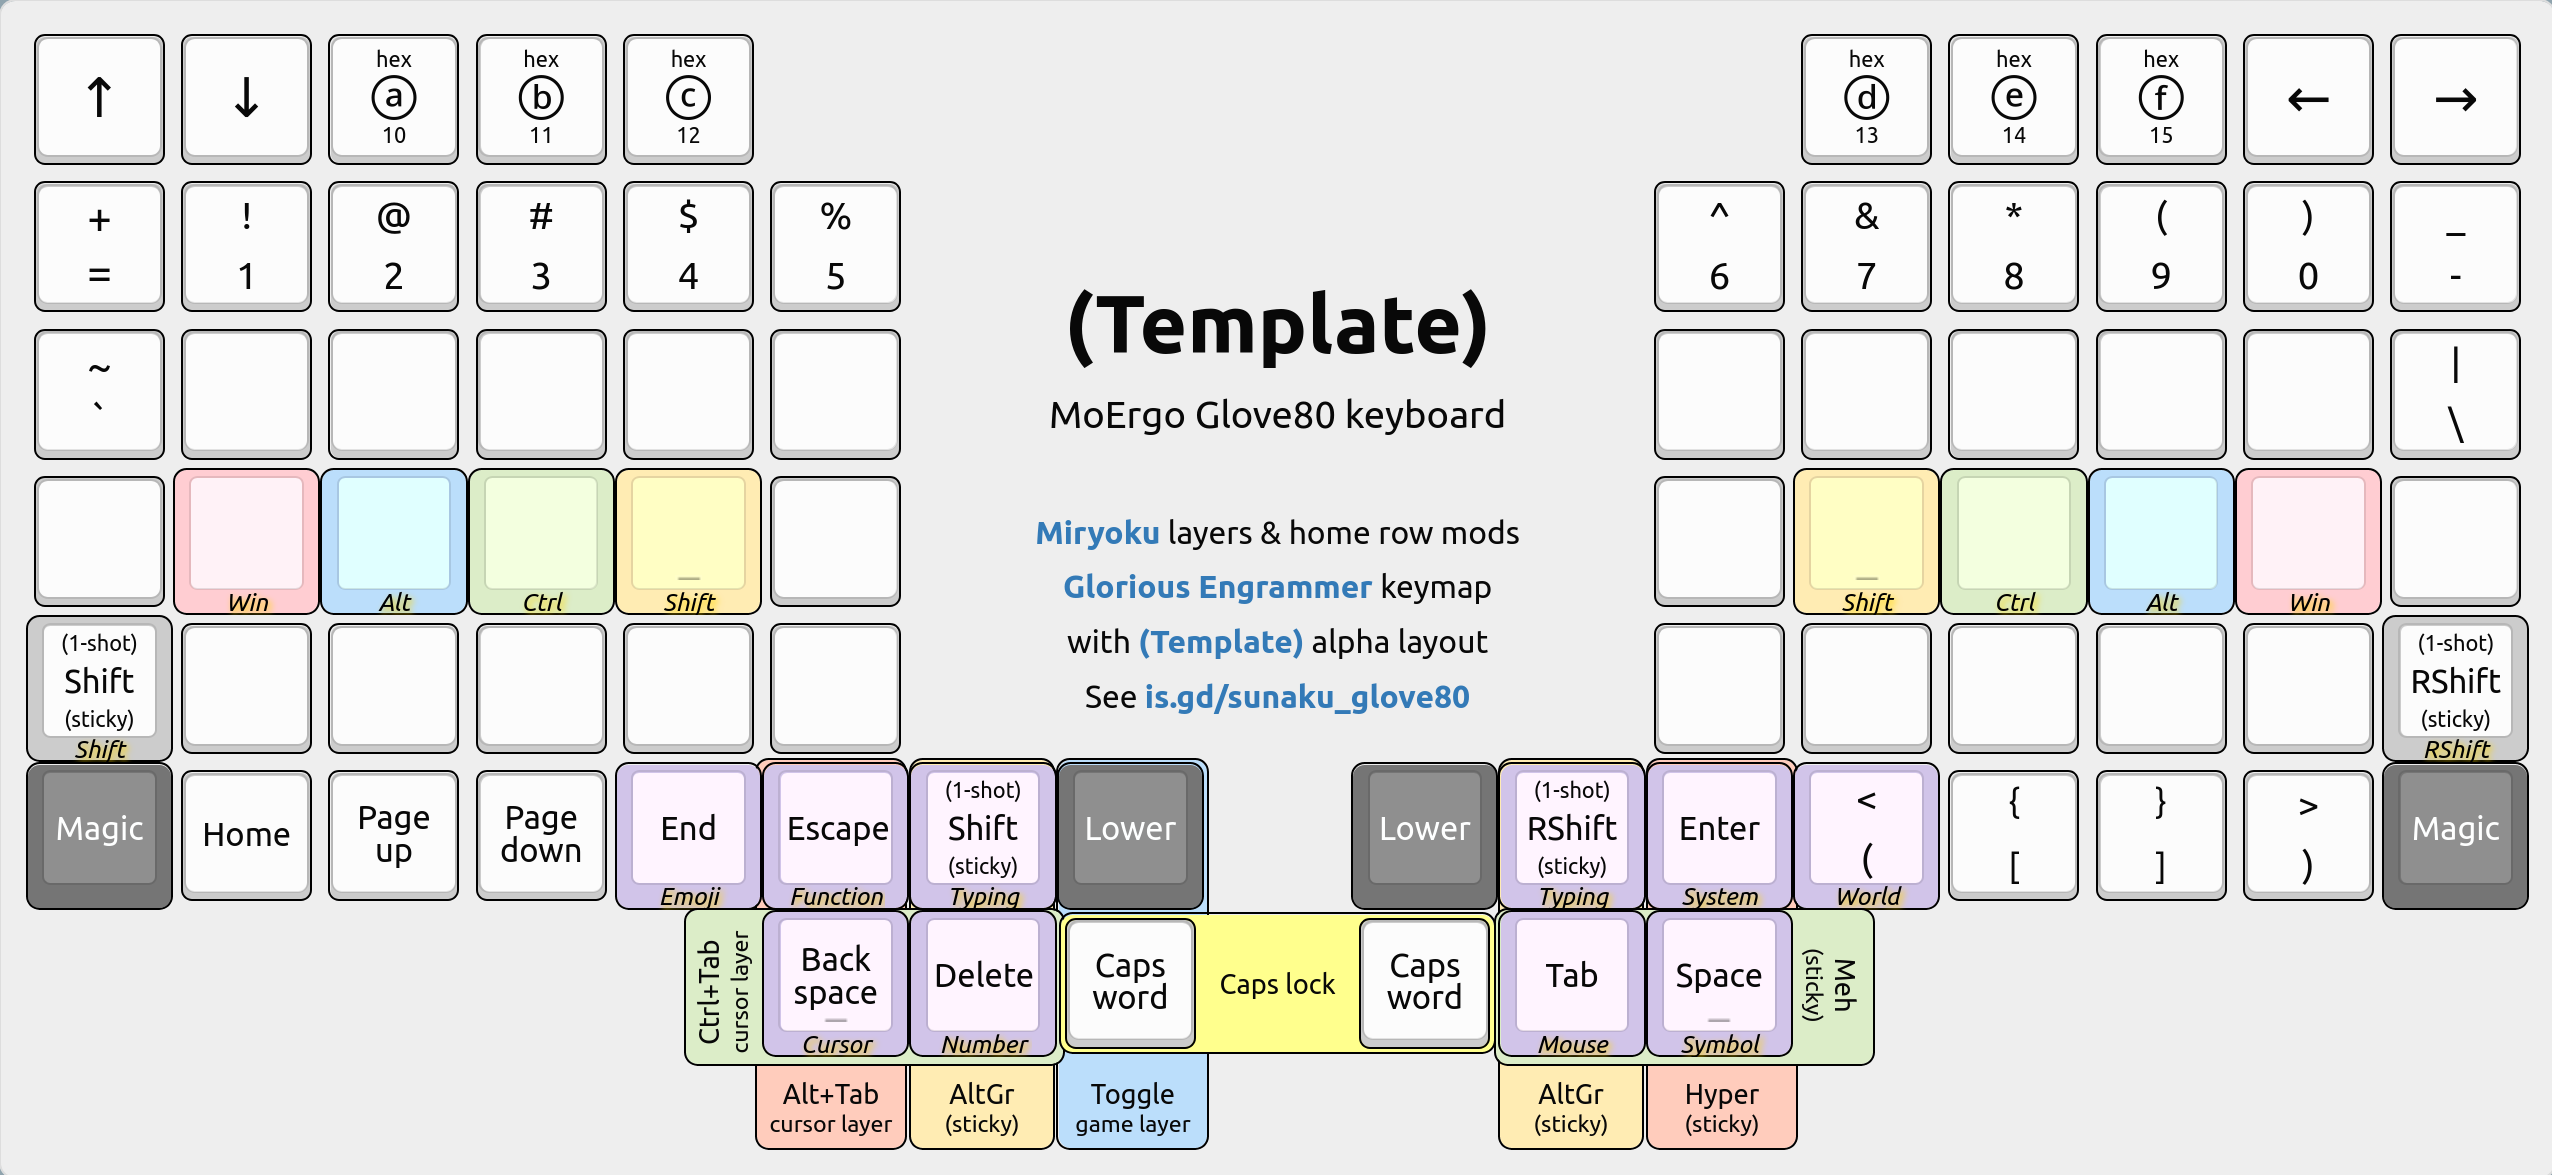 ↑ ↓ hex hex hex hex hex hex ← →
ⓐ ⓑ ⓒ ⓓ ⓔ ⓕ
10 11 12 13 14 15
+ ! @ # $ % ^ & * ( ) _
= 1 2 3 4 5 6 7 8 9 0 -
(Template)
~ |
` \
MoErgo Glove80 keyboard
Miryoku layers & home row mods
Glorious Engrammer keymap
_ _
Win Alt Ctrl Shift Shift Ctrl Alt Win
with (Template) alpha layout
See is.gd/sunaku_glove80
(1-shot) (1-shot)
Shift RShift
(sticky) (sticky)
Shift RShift
Magic Home Page up Page down End Escape (1-shot) Shift (sticky) Lower Lower (1-shot) RShift (sticky) Enter < ( { [ } ] > ) Magic
Emoji Function Typing Typing System World
Ctrl+Tab cursor layer Back space _ Delete Caps word Caps lock Caps word Tab Space _ Meh (sticky)
Cursor Number Mouse Symbol
Alt+Tab AltGr Toggle AltGr Hyper
cursor layer (sticky) game layer (sticky) (sticky)